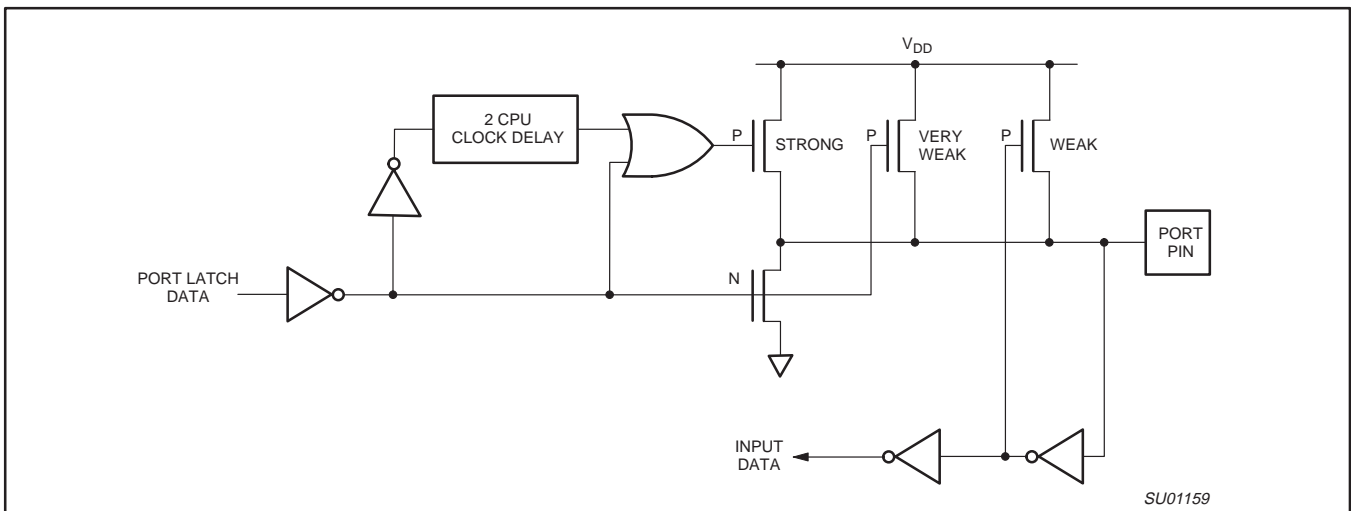 V_DD
2 CPU
CLOCK DELAY
P
STRONG
P
VERY
WEAK
P
WEAK
PORT
PIN
PORT LATCH
DATA
N
INPUT
DATA
SU01159